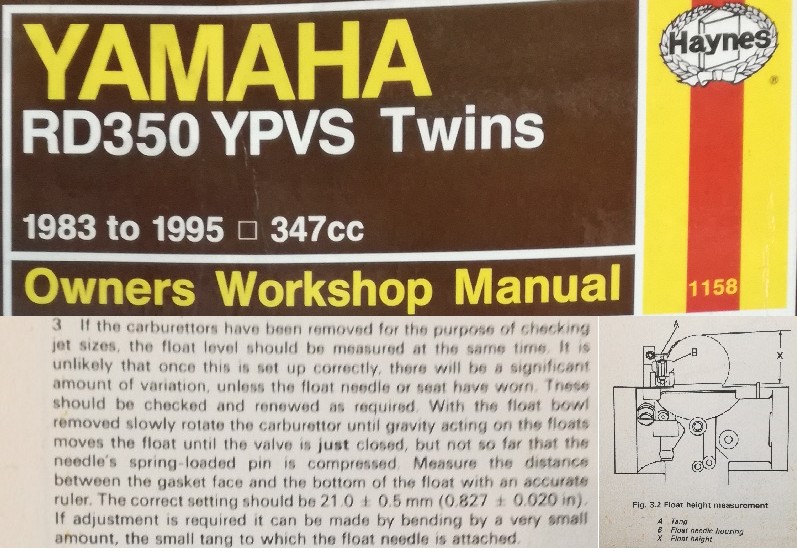 YAMAHA
Haynes
®
RD350 YPVS Twins
1983 to 1995 □ 347cc
Owners Workshop Manual
1158
3 If the carburettors have been removed for the purpose of checking
jet sizes, the float level should be measured at the same time. It is
unlikely that once this is set up correctly, there will be a significant
amount of variation, unless the float needle or seat have worn. These
should be checked and renewed as required. With the float bowl
removed slowly rotate the carburettor until gravity acting on the floats
moves the float until the valve is just closed, but not so far that the
needle's spring-loaded pin is compressed. Measure the distance
between the gasket face and the bottom of the float with an accurate
ruler. The correct setting should be 21.0 ± 0.5 mm (0.827 ± 0.020 in).
If adjustment is required it can be made by bending by a very small
amount, the small tang to which the float needle is attached.
A
B
X
Fig. 3.2 Float height measurement
A Tang
B Float needle housing
X Float height